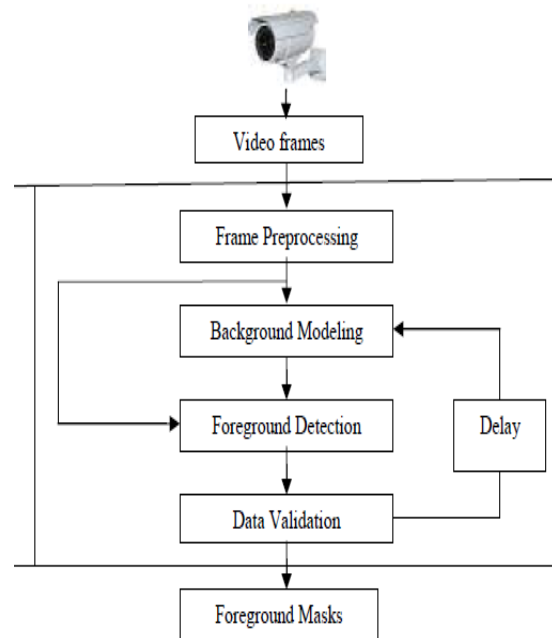 Video frames
Frame Preprocessing
Background Modeling
Foreground Detection
Delay
Data Validation
Foreground Masks